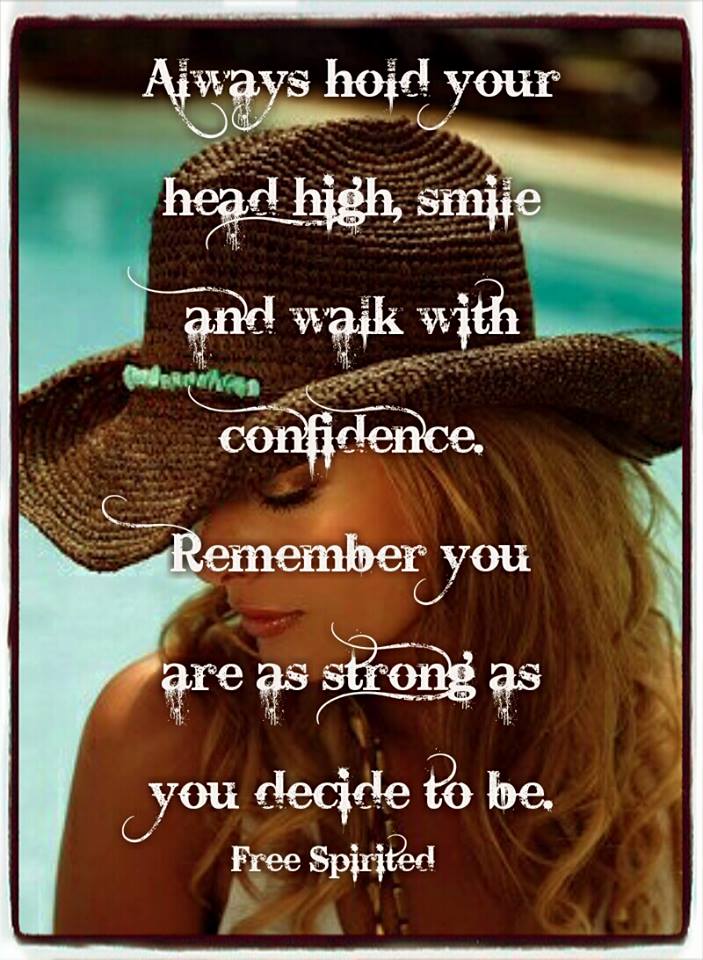 Always hold your
head high, smile
and walk with
confidence.
Remember you
are as strong as
you decide to be.
Free Spirited